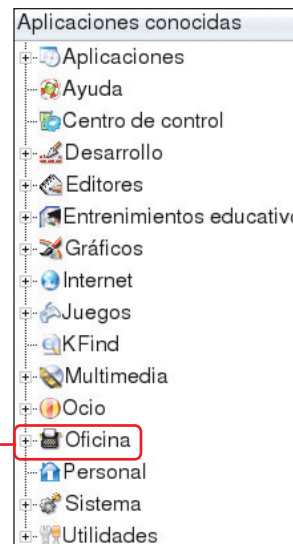 Aplicaciones conocidas
Aplicaciones
Ayuda
Centro de control
Desarrollo
Editores
Entrenimientos educativo
Gráficos
Internet
Juegos
KFind
Multimedia
Ocio
Oficina
Personal
Sistema
Utilidades